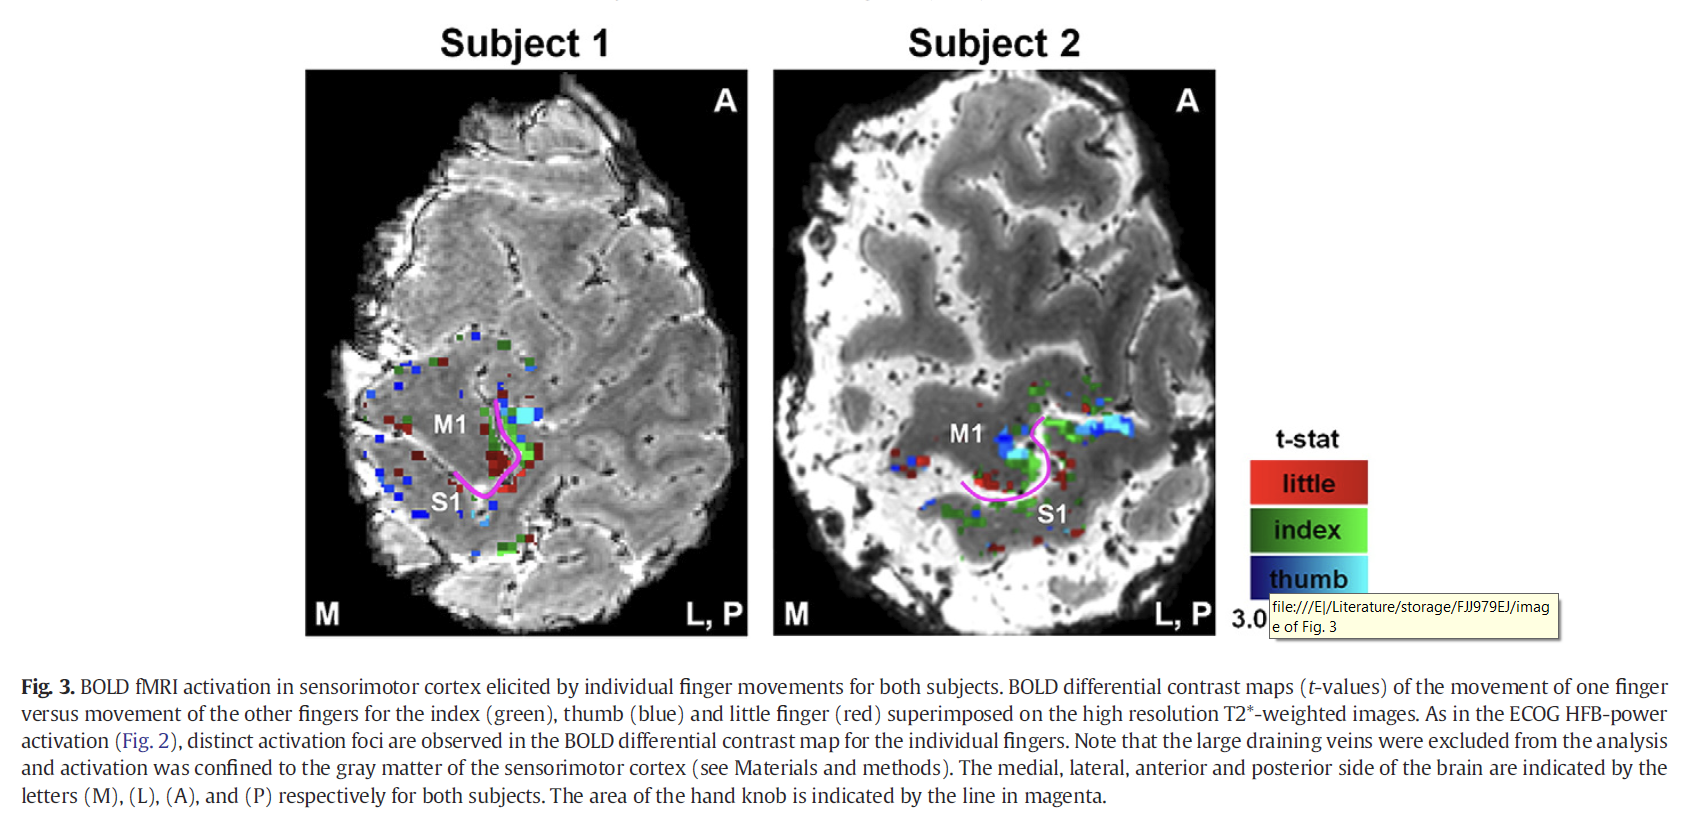 Subject 1
Subject 2
A
A
M1
S1
M1
S1
M
L, P
M
L, P
t-stat
little
index
thumb
3.0
file:///E|/Literature/storage/FJJ979EJ/imag
e of Fig. 3
Fig. 3. BOLD fMRI activation in sensorimotor cortex elicited by individual finger movements for both subjects. BOLD differential contrast maps (t-values) of the movement of one finger
versus movement of the other fingers for the index (green), thumb (blue) and little finger (red) superimposed on the high resolution T2*-weighted images. As in the ECOG HFB-power
activation (Fig. 2), distinct activation foci are observed in the BOLD differential contrast map for the individual fingers. Note that the large draining veins were excluded from the analysis
and activation was confined to the gray matter of the sensorimotor cortex (see Materials and methods). The medial, lateral, anterior and posterior side of the brain are indicated by the
letters (M), (L), (A), and (P) respectively for both subjects. The area of the hand knob is indicated by the line in magenta.